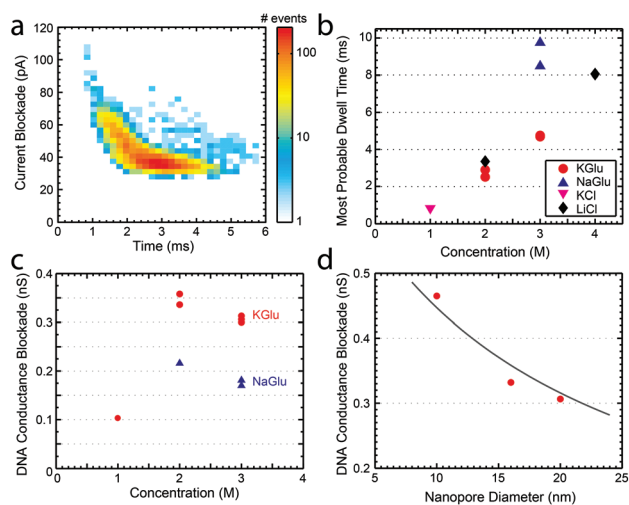 a
# events
Current Blockade (pA)
120
100
80
60
40
20
0
0
1
2
3
4
5
6
Time (ms)
100
10
1
b
Most Probable Dwell Time (ms)
10
8
6
4
2
0
0
1
2
3
4
Concentration (M)
KGlu
NaGlu
KCl
LiCl
c
DNA Conductance Blockade (nS)
0.4
0.3
0.2
0.1
0
0
1
2
3
4
Concentration (M)
KGlu
NaGlu
d
DNA Conductance Blockade (nS)
0.5
0.4
0.3
0.2
5
10
15
20
25
Nanopore Diameter (nm)